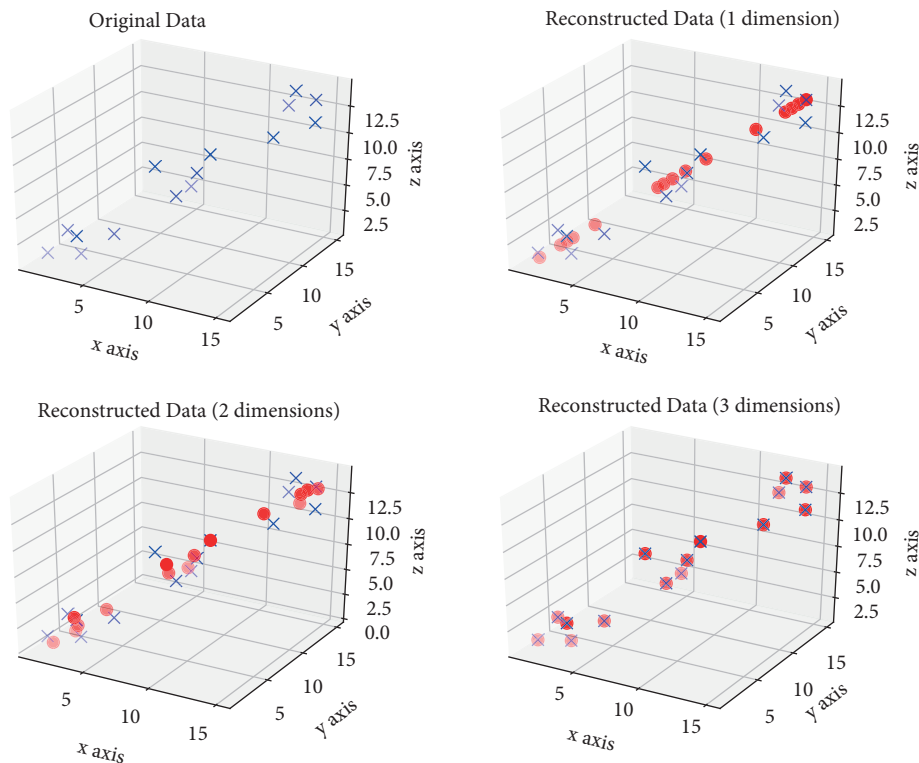 Original Data
12.5
10.0
7.5
5.0
2.5
z axis
5
10
15
x axis
5
10
15
y axis
Reconstructed Data (1 dimension)
12.5
10.0
7.5
5.0
2.5
z axis
5
10
15
x axis
5
10
15
y axis
Reconstructed Data (2 dimensions)
12.5
10.0
7.5
5.0
2.5
0.0
z axis
5
10
15
x axis
5
10
15
y axis
Reconstructed Data (3 dimensions)
12.5
10.0
7.5
5.0
2.5
z axis
5
10
15
x axis
5
10
15
y axis